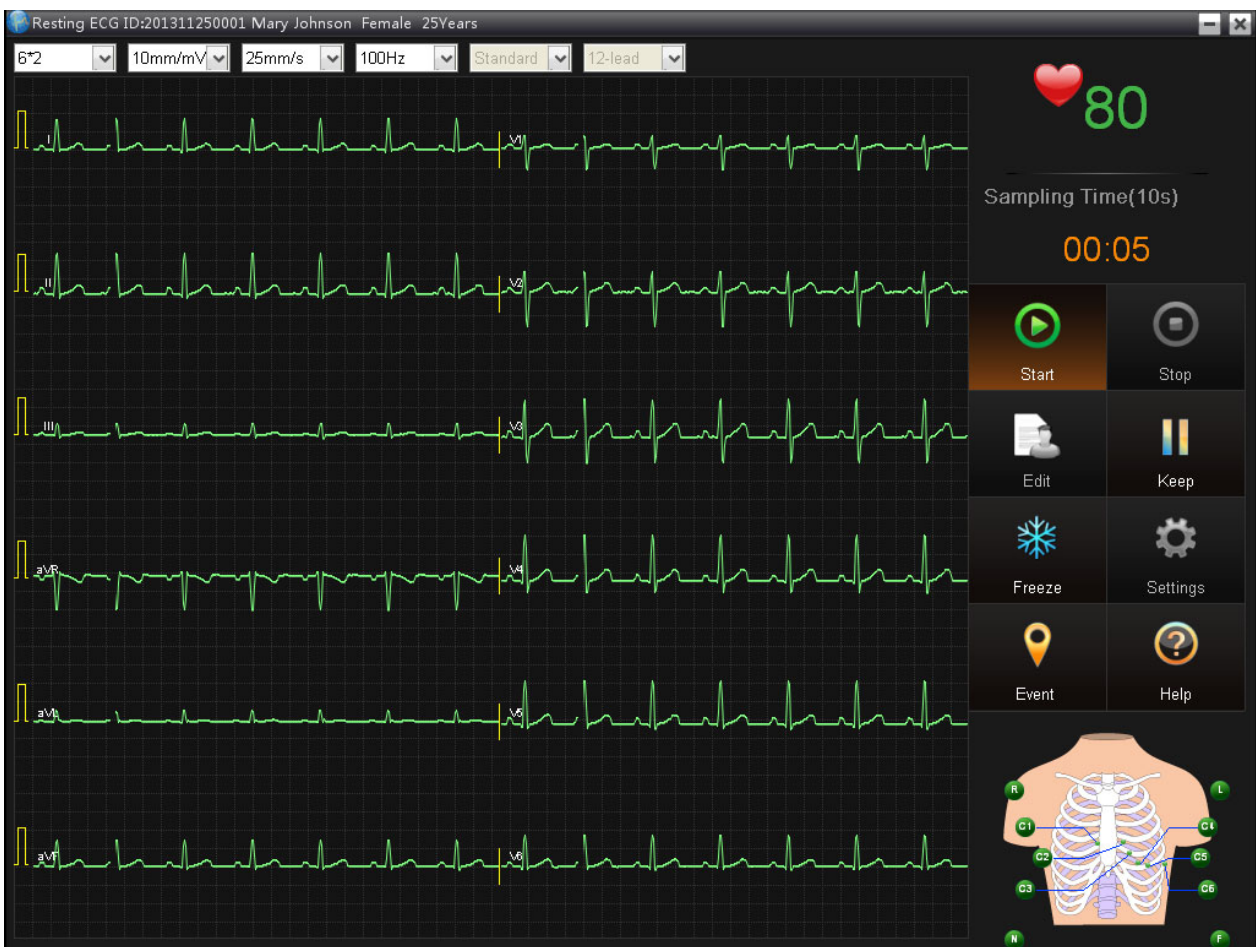 Resting ECG ID:201311250001 Mary Johnson Female 25Years
6*2 10mm/mV 25mm/s 100Hz Standard 12-lead
80
Sampling Time(10s)
00:05
I V1
II V2
III V3
aVR V4
aVL V5
aVF V6
Start Stop
Edit Keep
Freeze Settings
Event Help
R L
C1 C4
C2 C5
C3 C6
N F